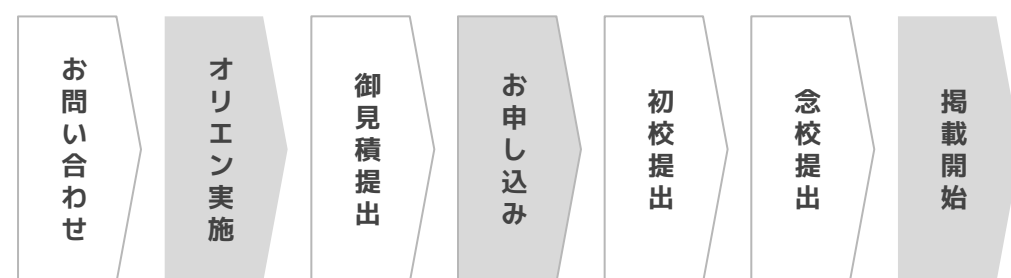 お問い合わせ
オリエン実施
御見積提出
お申し込み
初校提出
念校提出
掲載開始